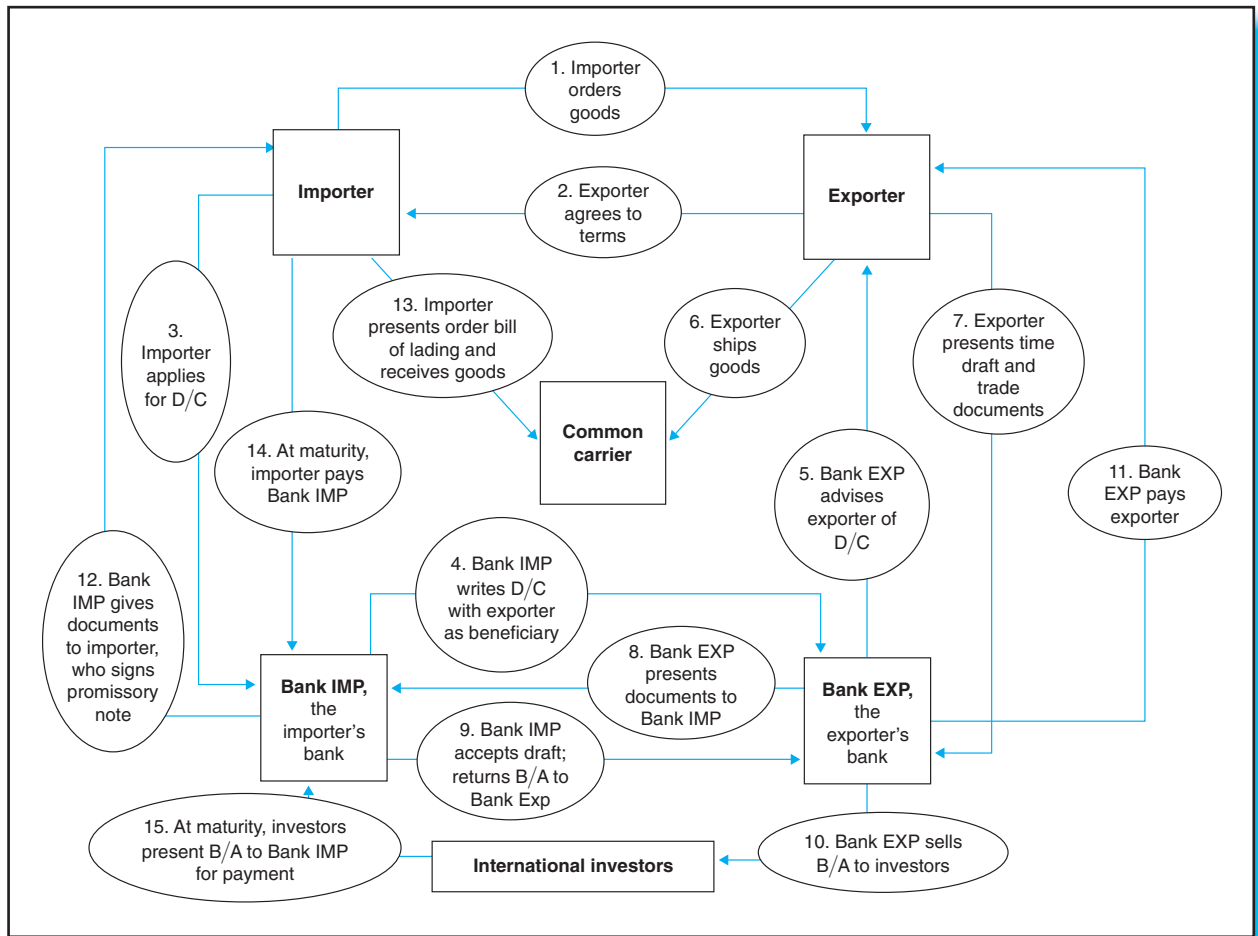 1. Importer
orders
goods
Importer
Exporter
2. Exporter
agrees to
terms
3.
Importer
applies
for D/C
13. Importer
presents order bill
of lading and
receives goods
6. Exporter
ships
goods
7. Exporter
presents time
draft and
trade
documents
Common
carrier
14. At maturity,
importer pays
Bank IMP
5. Bank EXP
advises
exporter of
D/C
11. Bank
EXP pays
exporter
12. Bank
IMP gives
documents
to importer,
who signs
promissory
note
4. Bank IMP
writes D/C
with exporter
as beneficiary
8. Bank EXP
presents
documents to
Bank IMP
Bank IMP,
the
importer’s
bank
Bank EXP,
the
exporter’s
bank
9. Bank IMP
accepts draft;
returns B/A to
Bank Exp
15. At maturity, investors
present B/A to Bank IMP
for payment
International investors
10. Bank EXP sells
B/A to investors